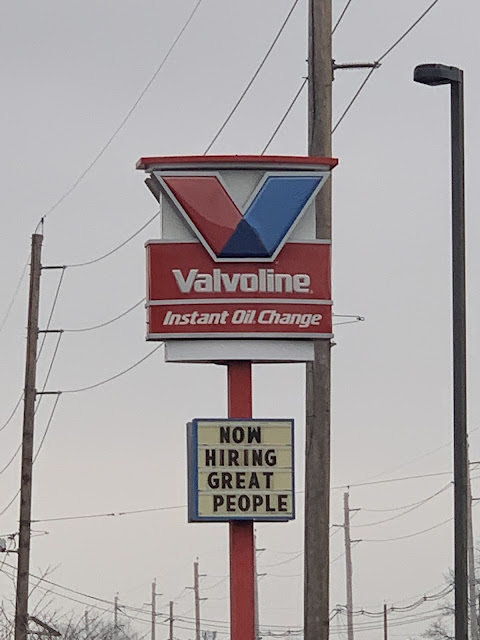 Valvoline
Instant Oil Change
NOW
HIRING
GREAT
PEOPLE